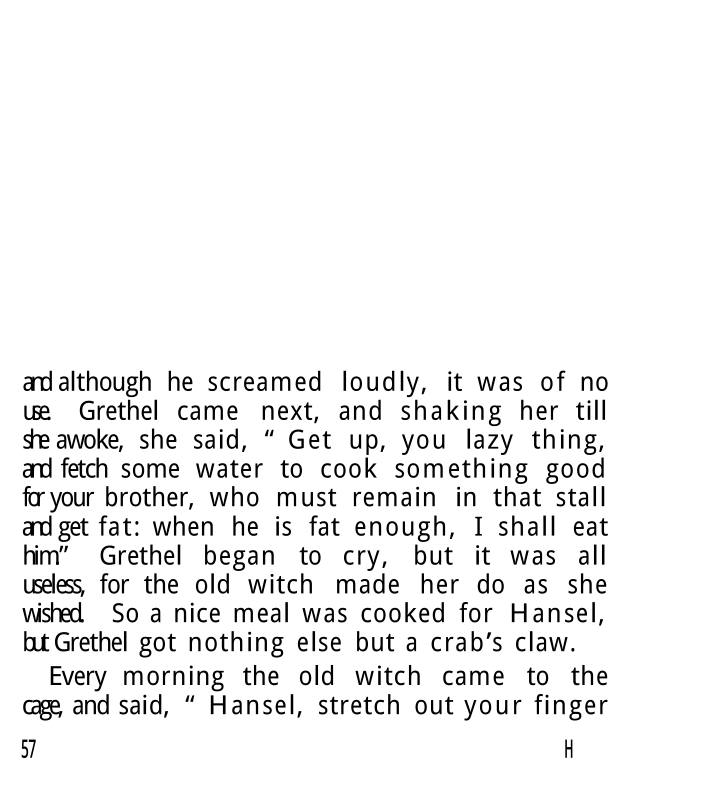 and although he screamed loudly, it was of no
use. Grethel came next, and shaking her till
she awoke, she said, “ Get up, you lazy thing,
and fetch some water to cook something good
for your brother, who must remain in that stall
and get fat: when he is fat enough, I shall eat
him.” Grethel began to cry, but it was all
useless, for the old witch made her do as she
wished. So a nice meal was cooked for Hansel,
but Grethel got nothing else but a crab’s claw.
Every morning the old witch came to the
cage, and said, “ Hansel, stretch out your finger
57 H